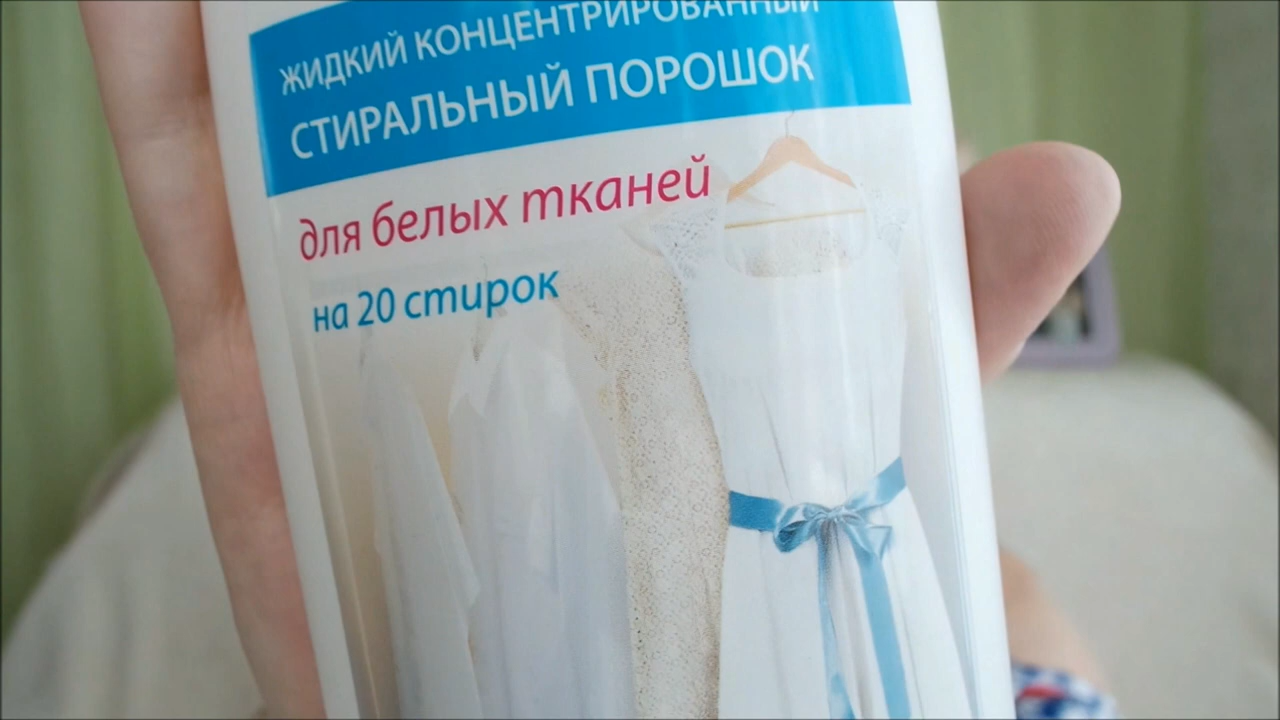 ЖИДКИЙ КОНЦЕНТРИРОВАННЫЙ
СТИРАЛЬНЫЙ ПОРОШОК
для белых тканей
на 20 стирок